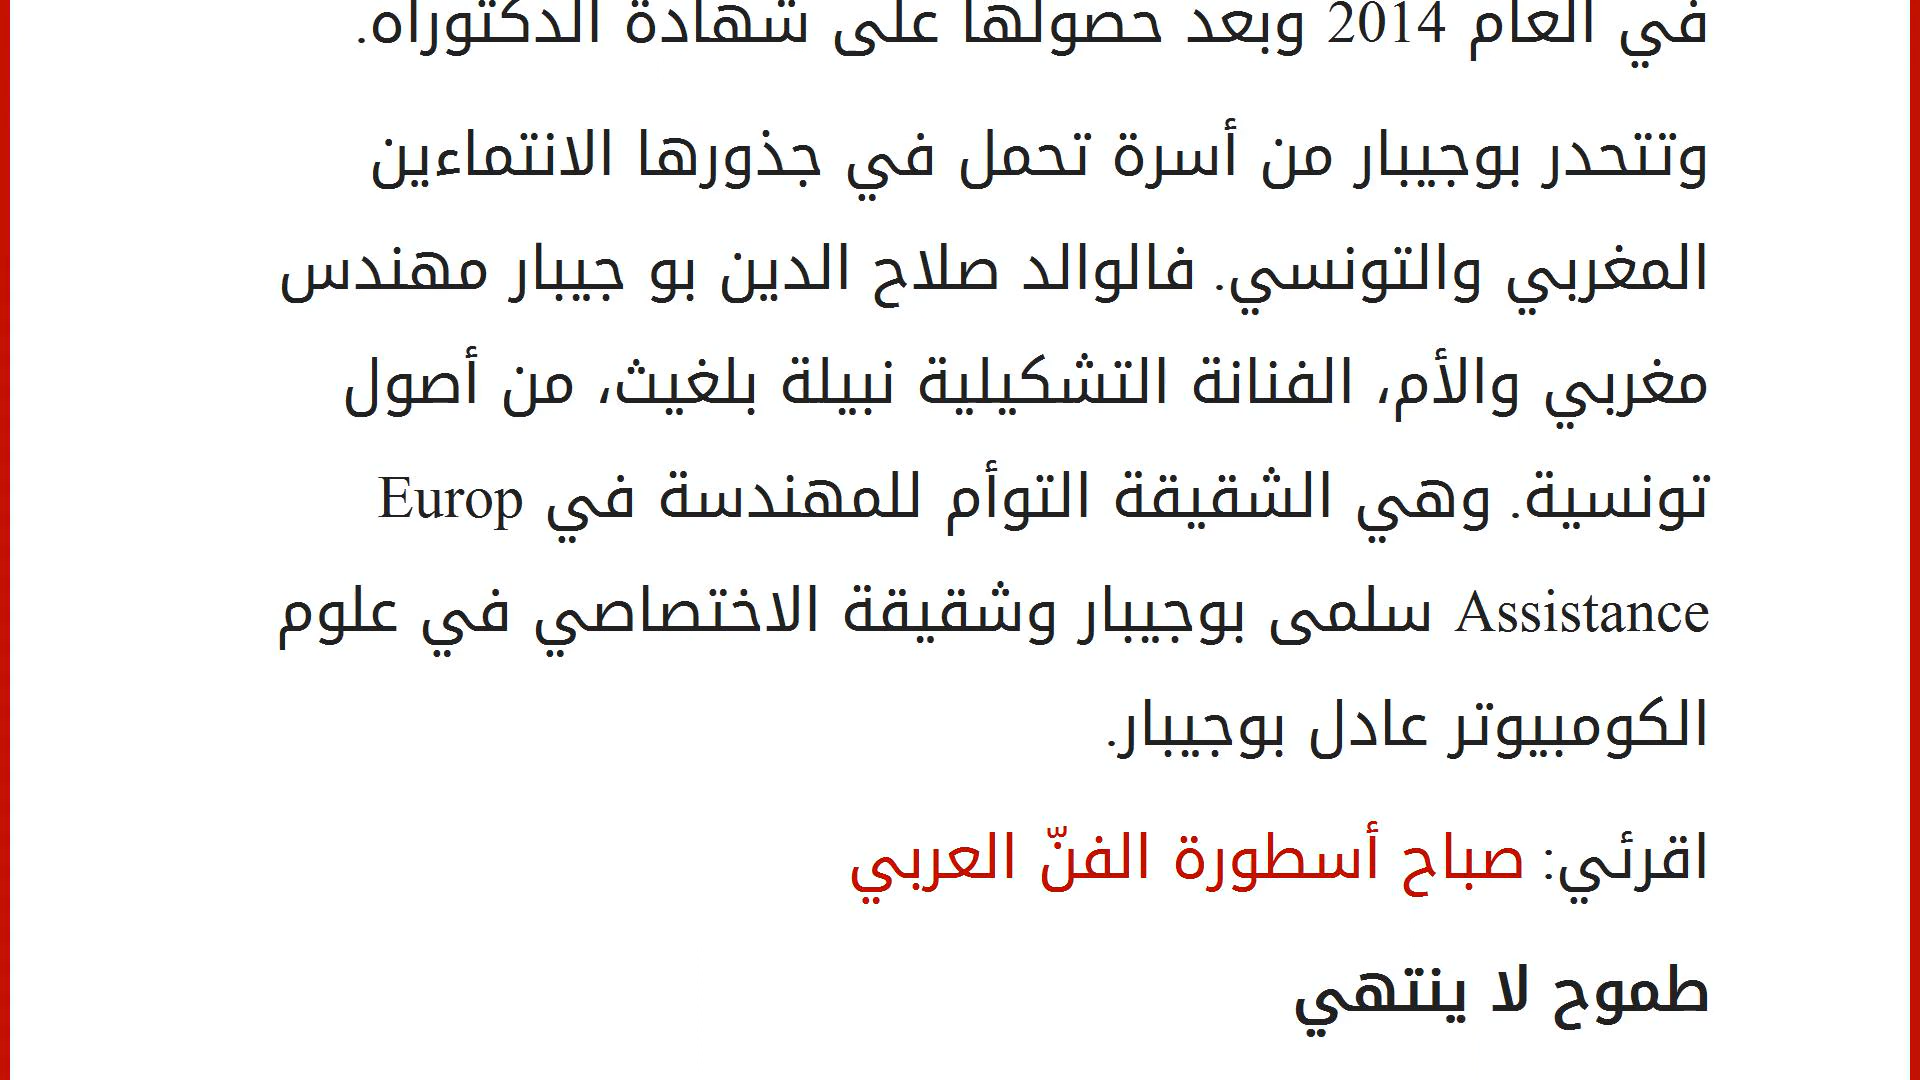 في العام 2014 وبعد حصولها على شهادة الدكتوراه.
وتتحدر بوجيبار من أسرة تحمل في جذورها الانتماءين
المغربي والتونسي. فالوالد صلاح الدين بو جيبار مهندس
مغربي والأم، الفنانة التشكيلية نبيلة بلغيث، من أصول
تونسية. وهي الشقيقة التوأم للمهندسة في Europ
Assistance سلمى بوجيبار وشقيقة الاختصاصي في علوم
الكومبيوتر عادل بوجيبار.
اقرئي: صباح أسطورة الفنّ العربي
طموح لا ينتهي